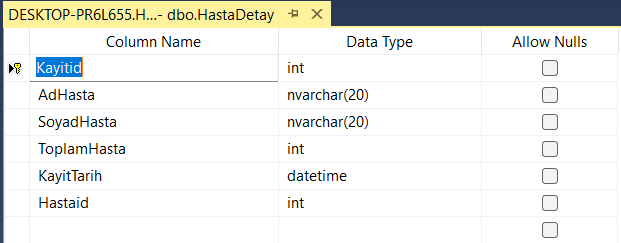 DESKTOP-PR6L655.H...- dbo.HastaDetay
Column Name Data Type Allow Nulls
Kayitid int
AdHasta nvarchar(20)
SoyadHasta nvarchar(20)
ToplamHasta int
KayitTarih datetime
Hastaid int